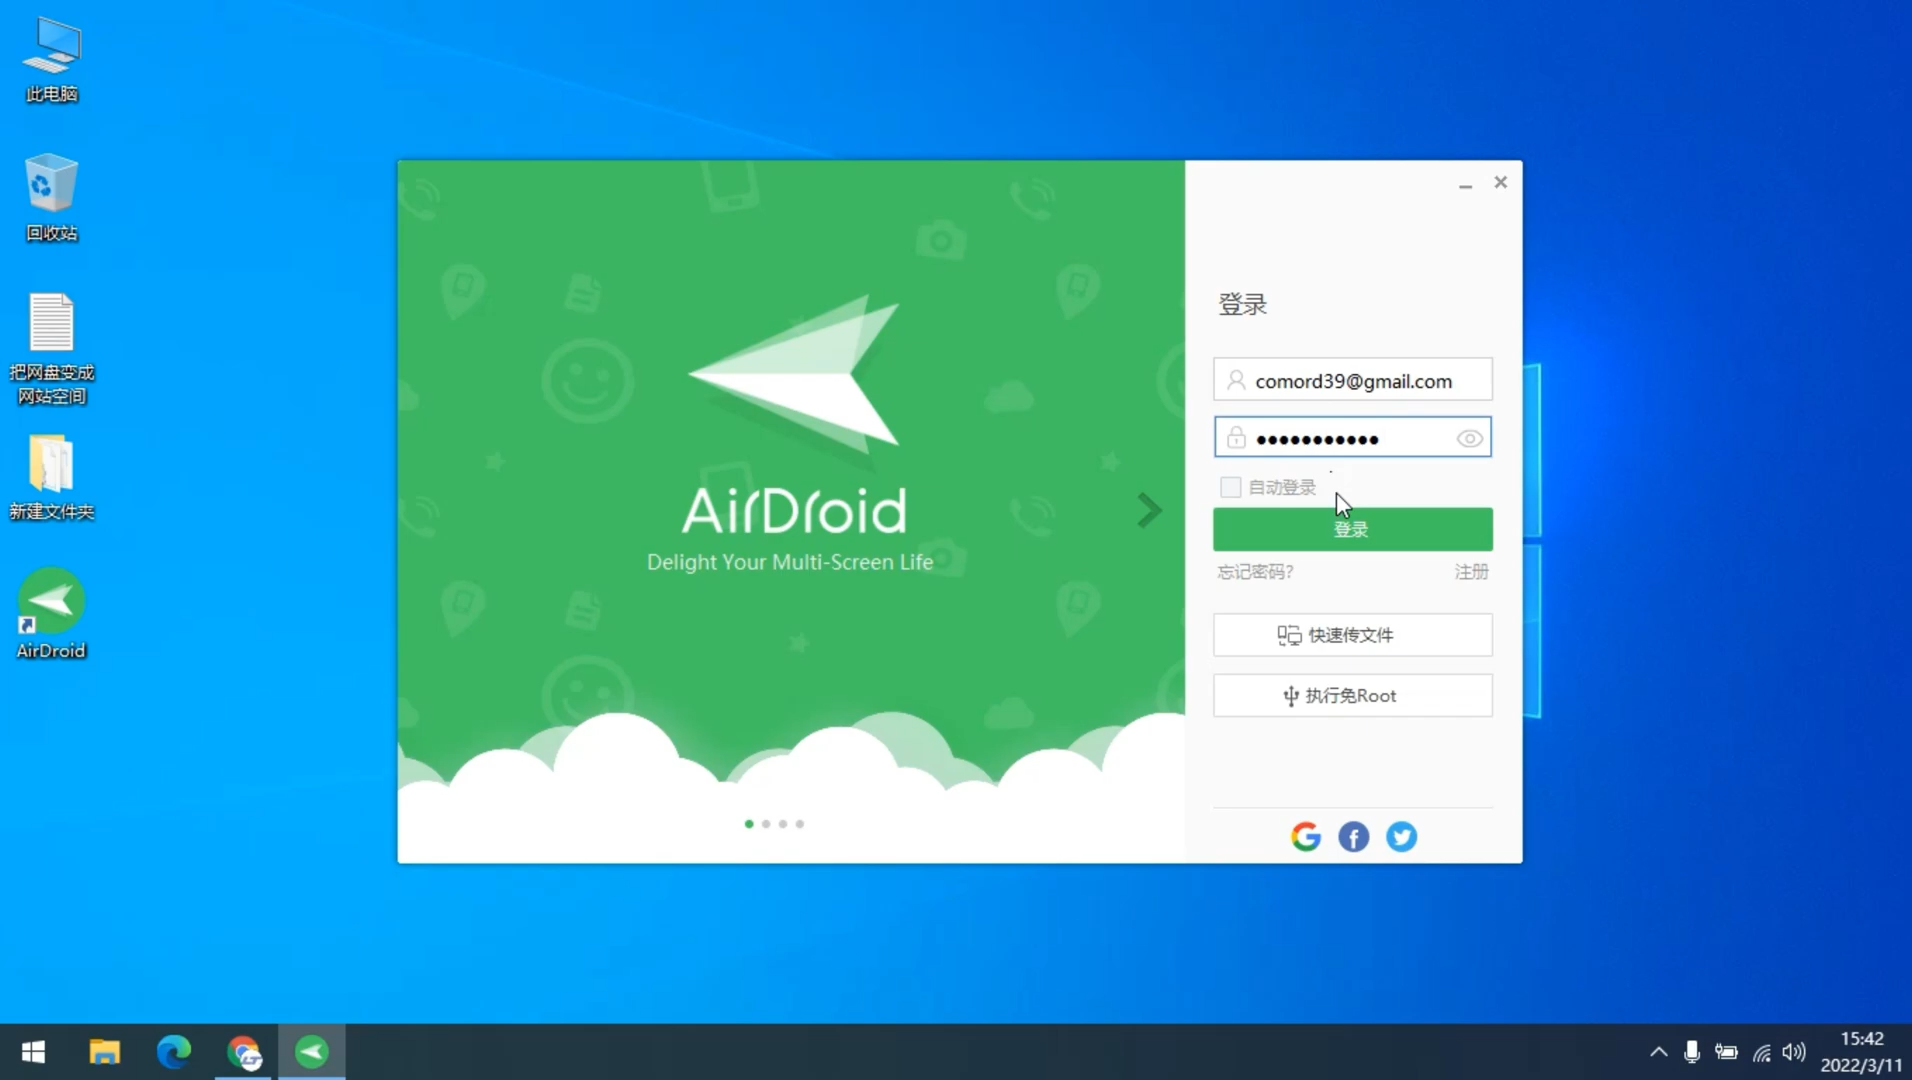 此电脑
回收站
把网盘变成
网站空间
新建文件夹
AirDroid
AirDroid
Delight Your Multi-Screen Life
登录
comord39@gmail.com
●●●●●●●●●●●
自动登录
登录
忘记密码?
注册
快速传文件
执行免Root
15:42
2022/3/11